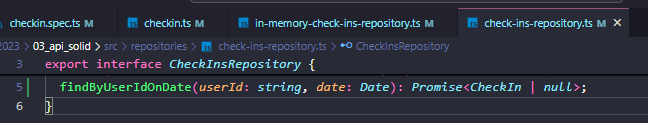 checkin.spec.ts checkin.ts in-memory-check-ins-repository.ts check-ins-repository.ts ×
2023 > 03_api_solid > src > repositories > check-ins-repository.ts > CheckInsRepository
3 export interface CheckInsRepository {
5 findByUserIdOnDate(userId: string, date: Date): Promise<CheckIn | null>;
6 }